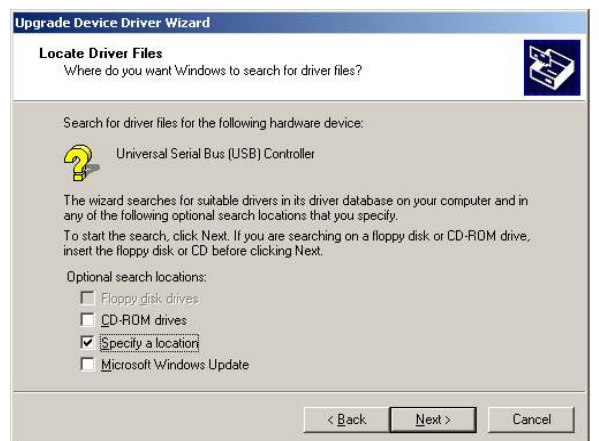 Upgrade Device Driver Wizard
Locate Driver Files
Where do you want Windows to search for driver files?
Search for driver files for the following hardware device:
Universal Serial Bus (USB) Controller
The wizard searches for suitable drivers in its driver database on your computer and in
any of the following optional search locations that you specify.
To start the search, click Next. If you are searching on a floppy disk or CD-ROM drive,
insert the floppy disk or CD before clicking Next.
Optional search locations:
Floppy disk drives
CD-ROM drives
Specify a location
Microsoft Windows Update
< Back
Next >
Cancel